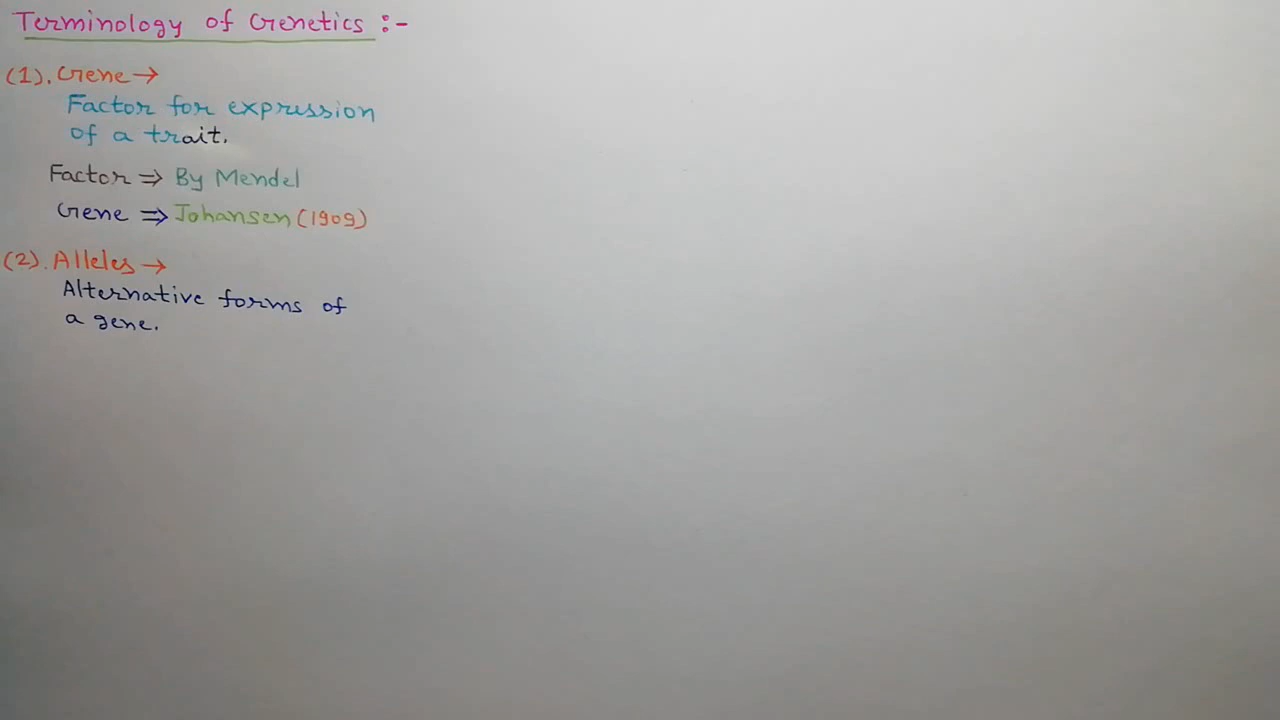 Terminology of Genetics :-
(1). Gene →
Factor for expression
of a trait.
Factor ⇒ By Mendel
Gene ⇒ Johansen (1909)
(2). Alleles →
Alternative forms of
a gene.